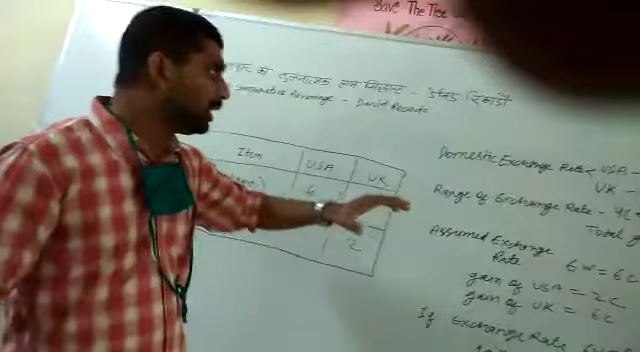 Save The Tree
का तुलनात्मक लाभ सिद्धांत - डेविड रिकार्डो
Comparative Advantage - David Ricardo
Item USA UK
6
2
Domestic Exchange Rate USA -
UK -
Range of Exchange Rate - 4C
Total g
Assumed Exchange Rate 6W = 6C
gain of USA = 2C
gain of UK = 6C
If Exchange Rate